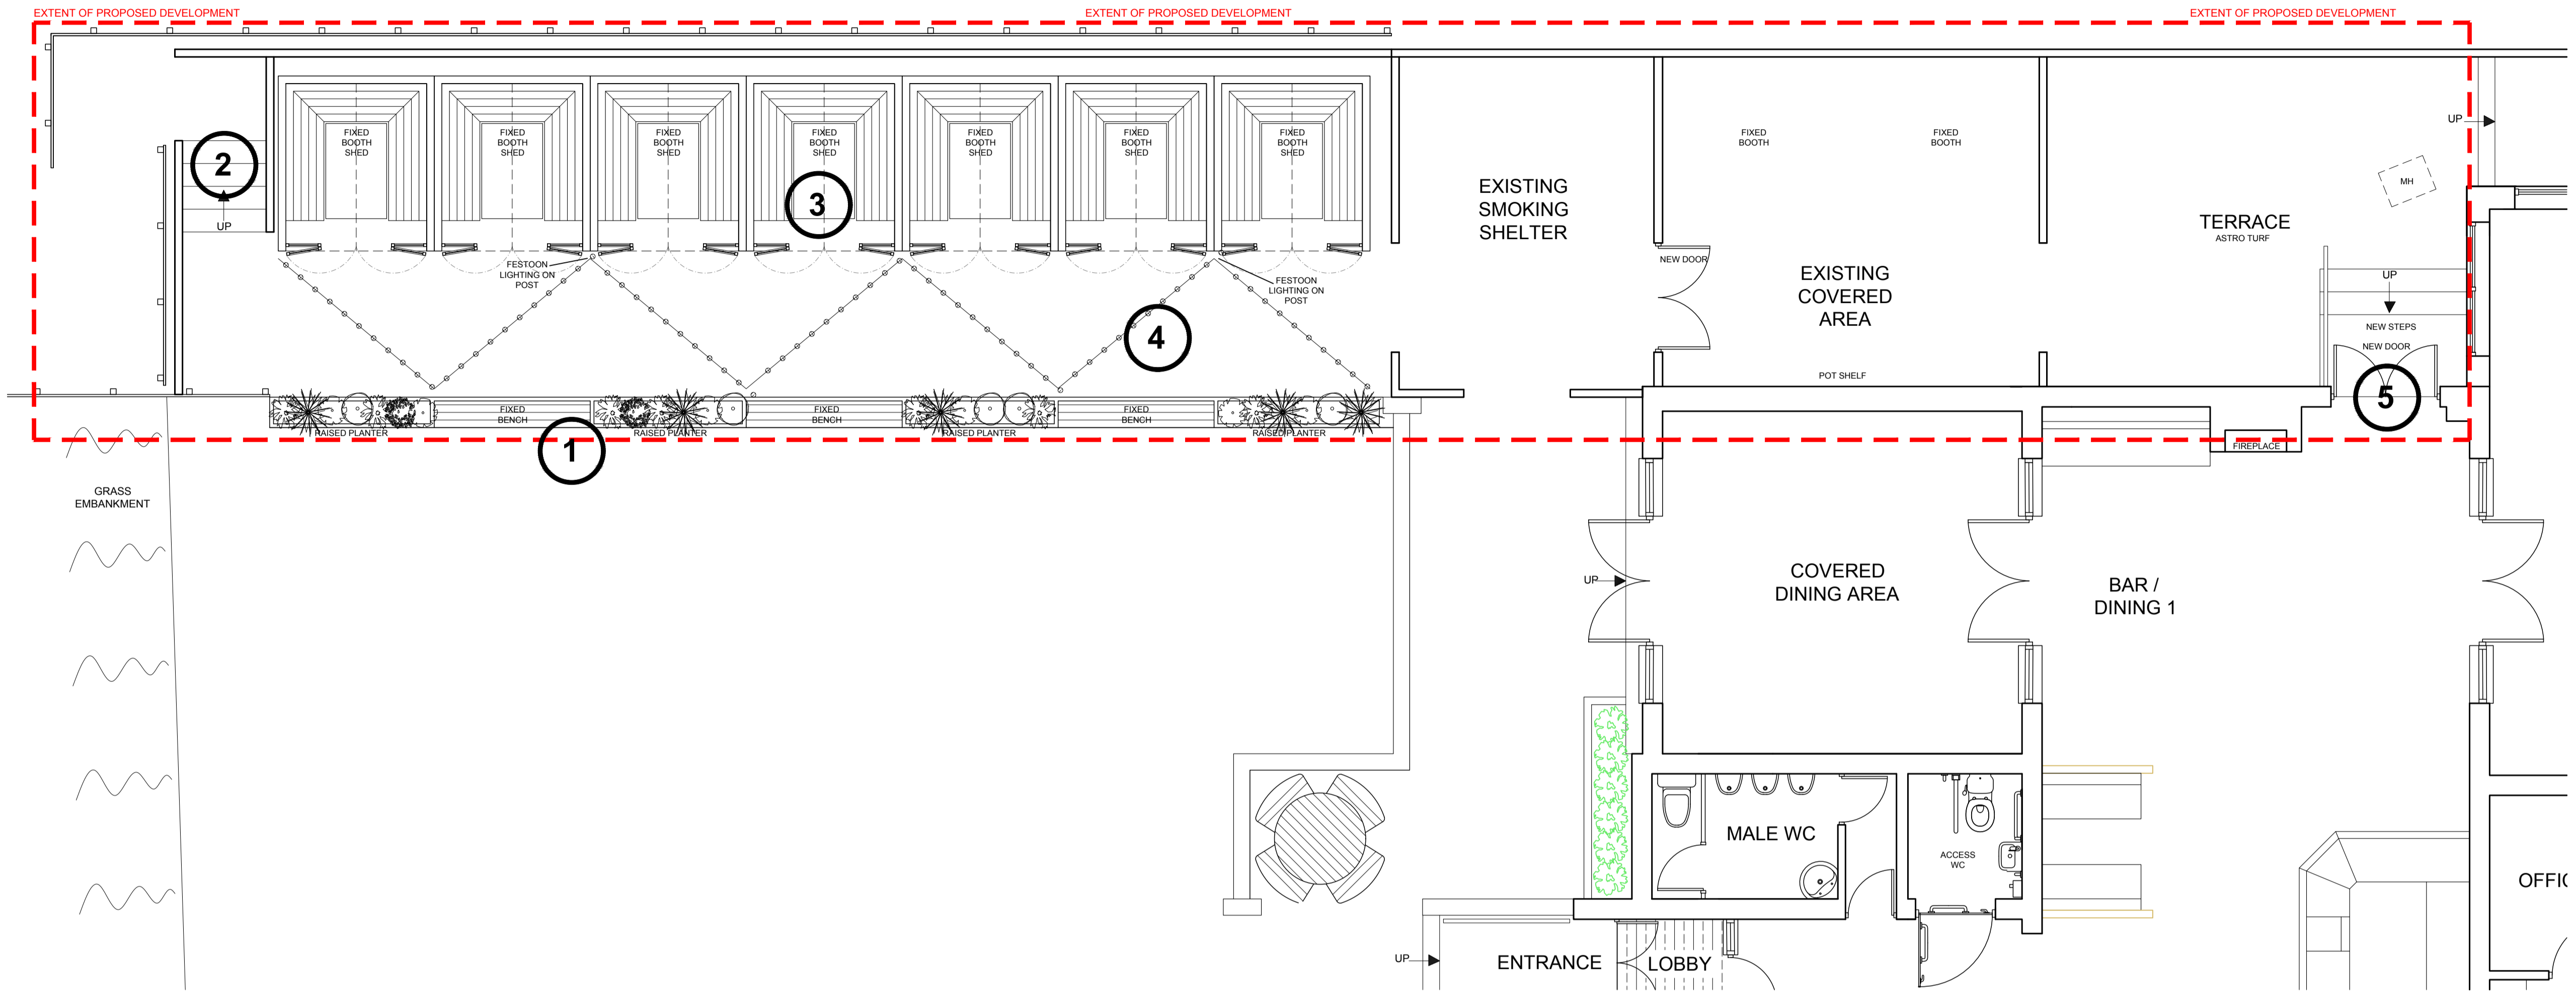 EXTENT OF PROPOSED DEVELOPMENT
EXTENT OF PROPOSED DEVELOPMENT
EXTENT OF PROPOSED DEVELOPMENT
2
UP
FIXED
BOOTH
SHED
FIXED
BOOTH
SHED
FIXED
BOOTH
SHED
FIXED
BOOTH
SHED
FIXED
BOOTH
SHED
FIXED
BOOTH
SHED
FIXED
BOOTH
SHED
3
FESTOON
LIGHTING ON
POST
FESTOON
LIGHTING ON
POST
4
EXISTING
SMOKING
SHELTER
FIXED
BOOTH
FIXED
BOOTH
NEW DOOR
EXISTING
COVERED
AREA
POT SHELF
UP
MH
TERRACE
ASTRO TURF
UP
NEW STEPS
NEW DOOR
5
FIXED
BENCH
FIXED
BENCH
FIXED
BENCH
RAISED PLANTER
RAISED PLANTER
RAISED PLANTER
RAISED PLANTER
1
FIREPLACE
GRASS
EMBANKMENT
UP
COVERED
DINING AREA
BAR /
DINING 1
MALE WC
ACCESS
WC
OFFIC
UP
ENTRANCE
LOBBY